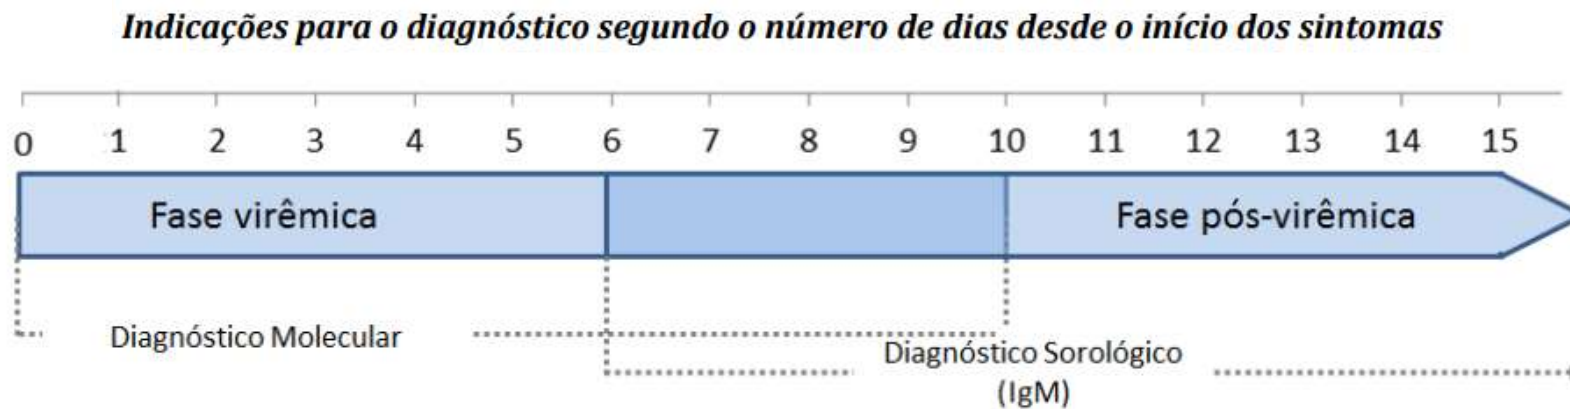 Indicações para o diagnóstico segundo o número de dias desde o início dos sintomas
0 1 2 3 4 5 6 7 8 9 10 11 12 13 14 15
Fase virêmica Fase pós-virêmica
Diagnóstico Molecular
Diagnóstico Sorológico
(IgM)